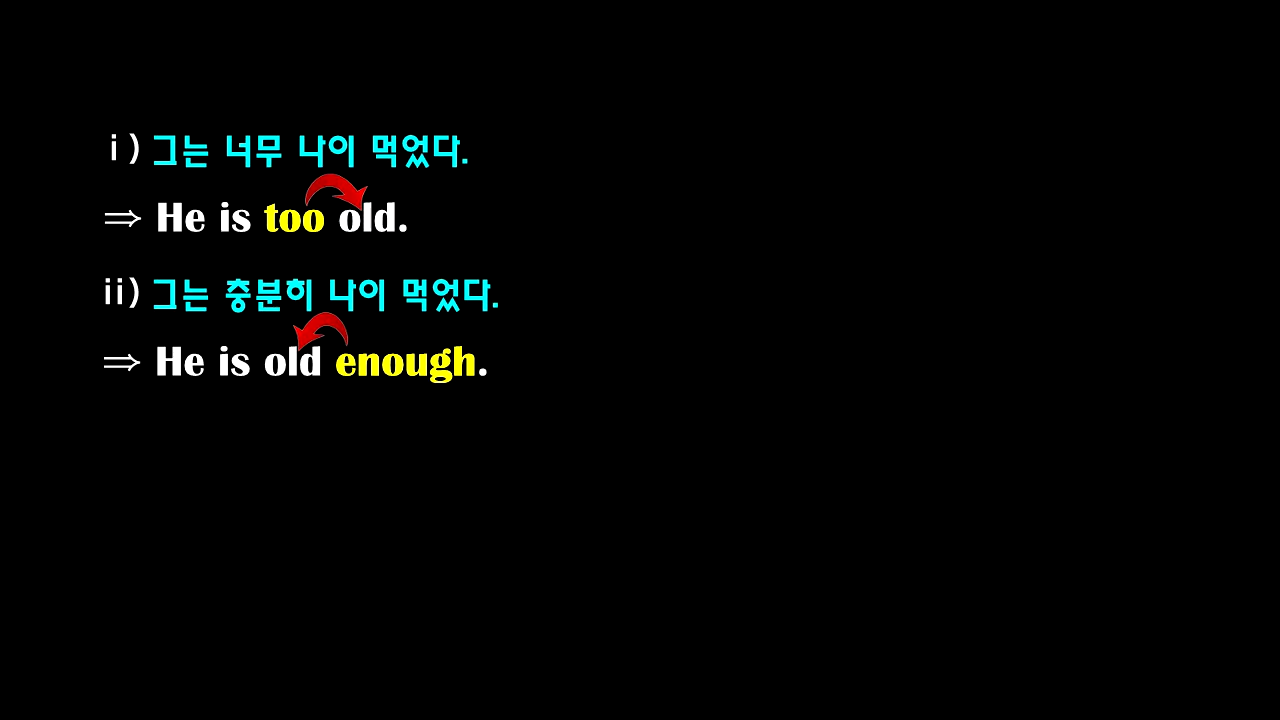 ⅰ) 그는 너무 나이 먹었다.
⇒ He is too old.
ⅱ) 그는 충분히 나이 먹었다.
⇒ He is old enough.